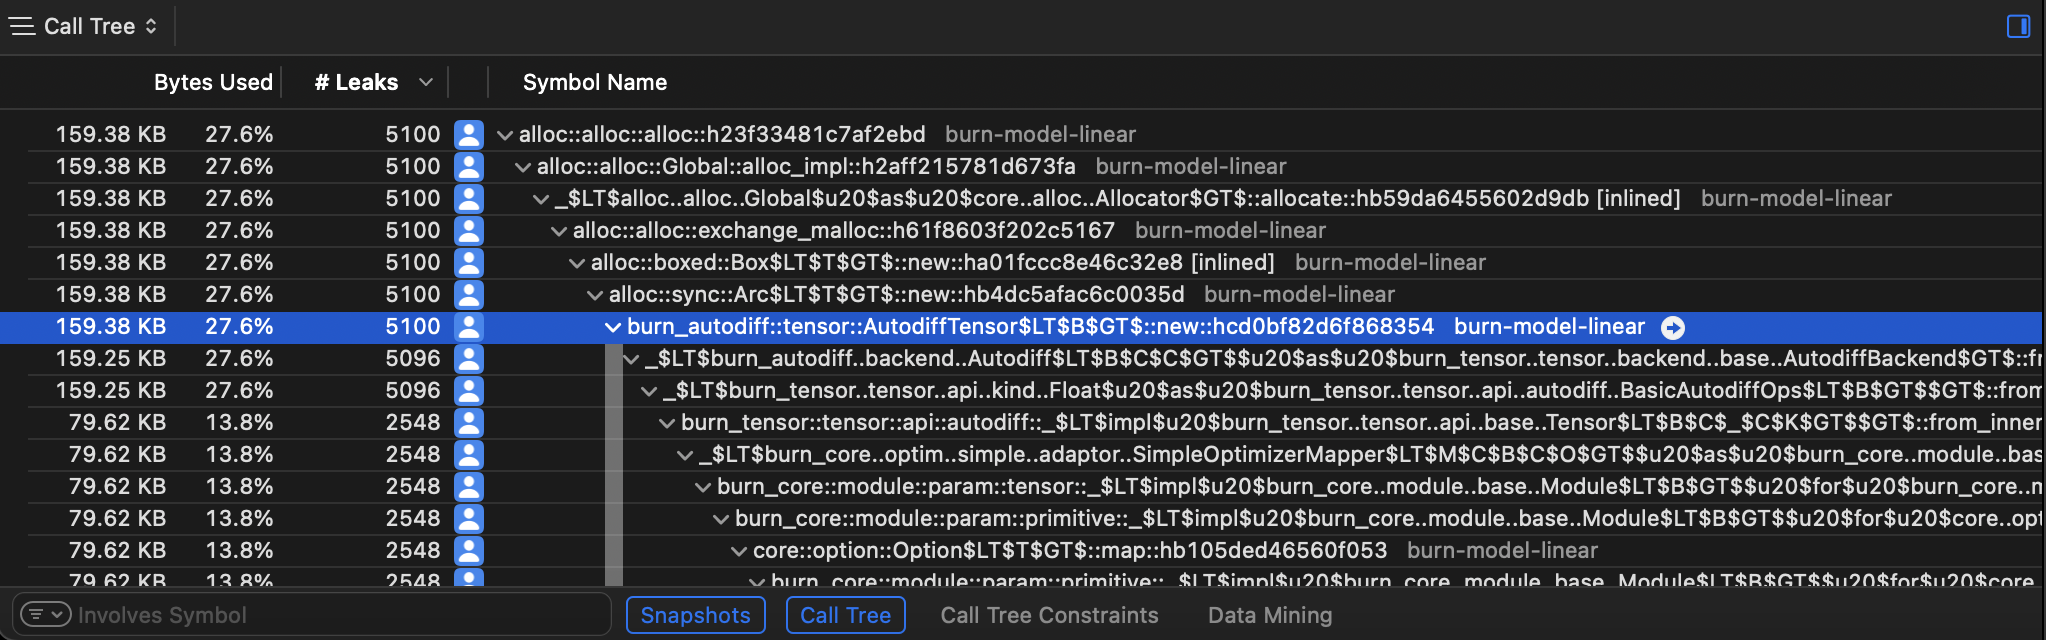 Call Tree
Bytes Used # Leaks Symbol Name
159.38 KB 27.6% 5100 alloc::alloc::alloc::h23f33481c7af2ebd burn-model-linear
159.38 KB 27.6% 5100 alloc::alloc::Global::alloc_impl::h2aff215781d673fa burn-model-linear
159.38 KB 27.6% 5100 _$LT$alloc..alloc..Global$u20$as$u20$core..alloc..Allocator$GT$::allocate::hb59da6455602d9db [inlined] burn-model-linear
159.38 KB 27.6% 5100 alloc::alloc::exchange_malloc::h61f8603f202c5167 burn-model-linear
159.38 KB 27.6% 5100 alloc::boxed::Box$LT$T$GT$::new::ha01fccc8e46c32e8 [inlined] burn-model-linear
159.38 KB 27.6% 5100 alloc::sync::Arc$LT$T$GT$::new::hb4dc5afac6c0035d burn-model-linear
159.38 KB 27.6% 5100 burn_autodiff::tensor::AutodiffTensor$LT$B$GT$::new::hcd0bf82d6f868354 burn-model-linear
159.25 KB 27.6% 5096 _$LT$burn_autodiff..backend..Autodiff$LT$B$C$C$GT$$u20$as$u20$burn_tensor..tensor..backend..base..AutodiffBackend$GT$::fr
159.25 KB 27.6% 5096 _$LT$burn_tensor..tensor..api..kind..Float$u20$as$u20$burn_tensor..tensor..api..autodiff..BasicAutodiffOps$LT$B$GT$$GT$::from
79.62 KB 13.8% 2548 burn_tensor::tensor::api::autodiff::_$LT$impl$u20$burn_tensor..tensor..api..base..Tensor$LT$B$C$_$C$K$GT$$GT$::from_inner
79.62 KB 13.8% 2548 _$LT$burn_core..optim..simple..adaptor..SimpleOptimizerMapper$LT$M$C$B$C$O$GT$$u20$as$u20$burn_core..module..bas
79.62 KB 13.8% 2548 burn_core::module::param::tensor::_$LT$impl$u20$burn_core..module..base..Module$LT$B$GT$$u20$for$u20$burn_core..m
79.62 KB 13.8% 2548 burn_core::module::param::primitive::_$LT$impl$u20$burn_core..module..base..Module$LT$B$GT$$u20$for$u20$core..opt
79.62 KB 13.8% 2548 core::option::Option$LT$T$GT$::map::hb105ded46560f053 burn-model-linear
79.62 KB 13.8% 2548 burn_core::module::param::primitive::_$LT$impl$u20$burn_core..module..base..Module$LT$B$GT$$u20$for$u20$core..
Involves Symbol Snapshots Call Tree Call Tree Constraints Data Mining